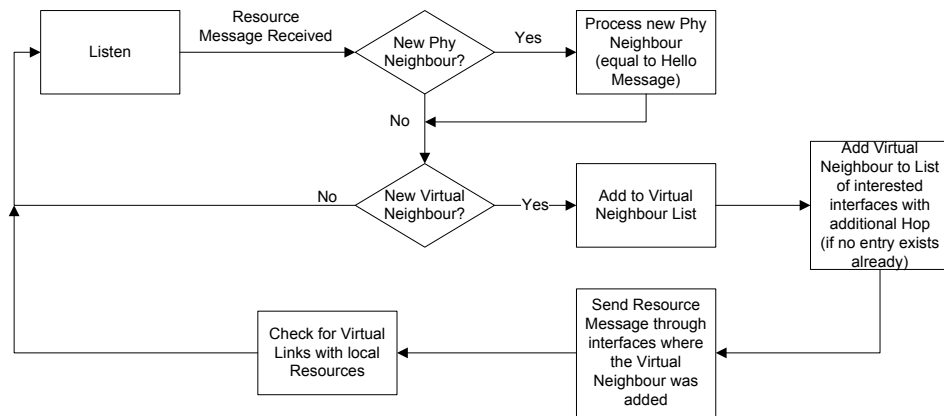 Listen
Resource
Message Received
New Phy
Neighbour?
Yes
Process new Phy
Neighbour
(equal to Hello
Message)
No
New Virtual
Neighbour?
No
Yes
Add to Virtual
Neighbour List
Add Virtual
Neighbour to List
of interested
interfaces with
additional Hop
(if no entry exists
already)
Send Resource
Message through
interfaces where
the Virtual
Neighbour was
added
Check for Virtual
Links with local
Resources